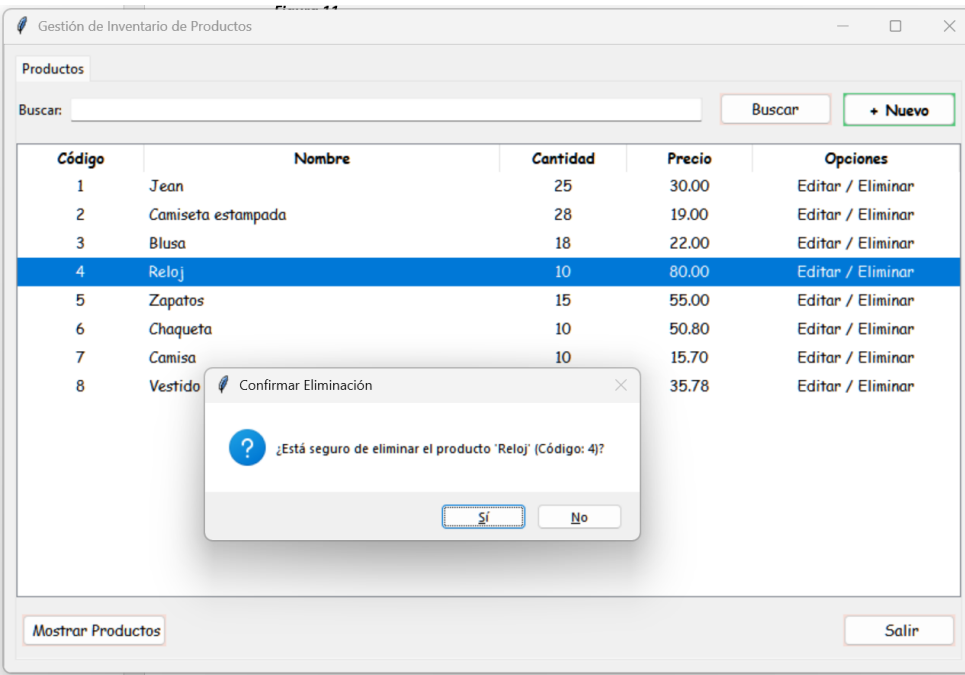 Figura 11
Gestión de Inventario de Productos
Productos
Buscar: Buscar + Nuevo
Código Nombre Cantidad Precio Opciones
1 Jean 25 30.00 Editar / Eliminar
2 Camiseta estampada 28 19.00 Editar / Eliminar
3 Blusa 18 22.00 Editar / Eliminar
4 Reloj 10 80.00 Editar / Eliminar
5 Zapatos 15 55.00 Editar / Eliminar
6 Chaqueta 10 50.80 Editar / Eliminar
7 Camisa 10 15.70 Editar / Eliminar
8 Vestido 35.78 Editar / Eliminar
Confirmar Eliminación
¿Está seguro de eliminar el producto 'Reloj' (Código: 4)?
Sí No
Mostrar Productos Salir